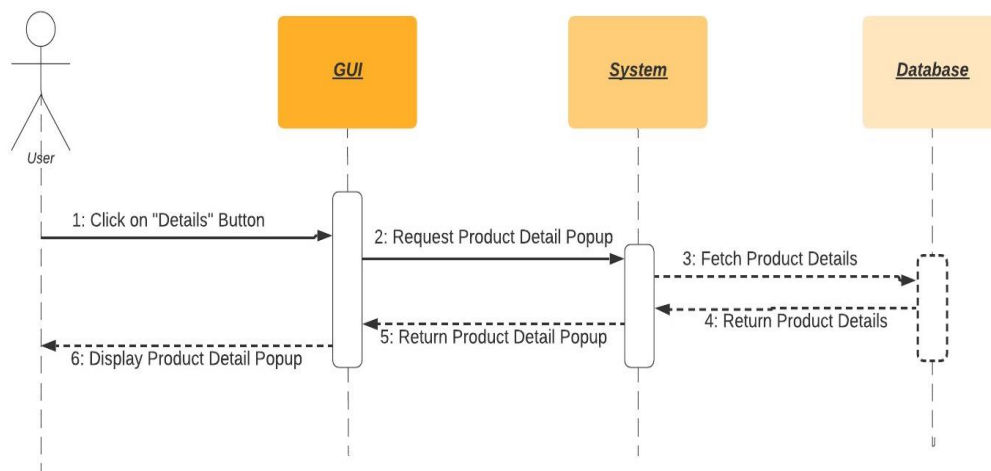 GUI
System
Database
User
1: Click on "Details" Button
2: Request Product Detail Popup
3: Fetch Product Details
4: Return Product Details
5: Return Product Detail Popup
6: Display Product Detail Popup